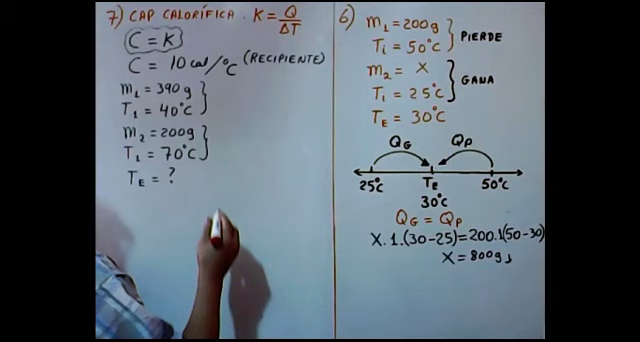 7) CAP CALORÍFICA. K = Q/ΔT
C = K
C = 10 cal/°C (RECIPIENTE)
m₁ = 390 g
T₁ = 40°C
m₂ = 200g
T₁ = 70°C
TE = ?
6) m₁ = 200g
Ti = 50°C
PIERDE
m₂ = X
Ti = 25°C
GANA
TE = 30°C
QG QP
25°C TE 50°C
30°C
QG = QP
X.1.(30-25)=200.1(50-30)
X = 800g